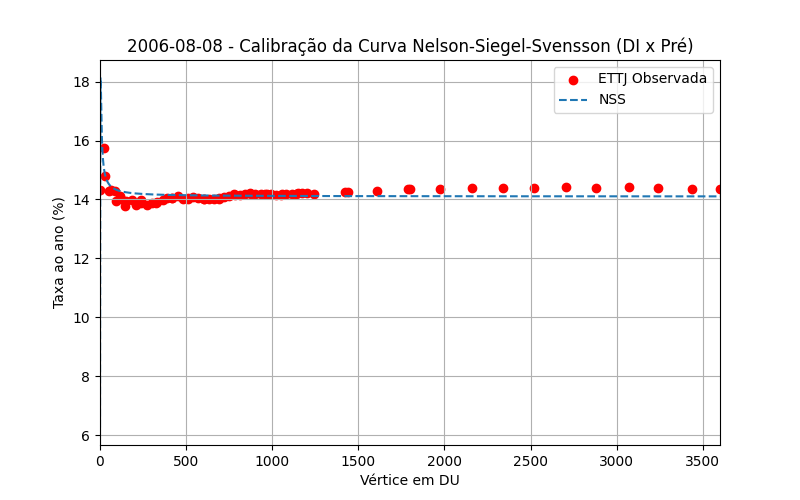 2006-08-08 - Calibração da Curva Nelson-Siegel-Svensson (DI x Pré)
ETTJ Observada
NSS
Taxa ao ano (%)
18
16
14
12
10
8
6
0 500 1000 1500 2000 2500 3000 3500
Vértice em DU